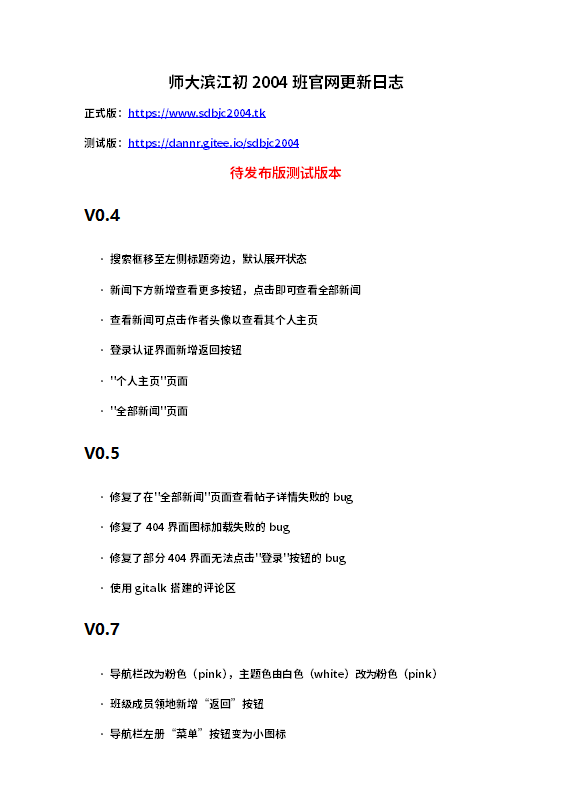 师大滨江初 2004 班官网更新日志
正式版：https://www.sdbjc2004.tk
测试版：https://dannr.gitee.io/sdbjc2004
待发布版测试版本
V0.4
· 搜索框移至左侧标题旁边，默认展开状态
· 新闻下方新增查看更多按钮，点击即可查看全部新闻
· 查看新闻可点击作者头像以查看其个人主页
· 登录认证界面新增返回按钮
· "个人主页"页面
· "全部新闻"页面
V0.5
· 修复了在"全部新闻"页面查看帖子详情失败的 bug
· 修复了 404 界面图标加载失败的 bug
· 修复了部分 404 界面无法点击"登录"按钮的 bug
· 使用 gitalk 搭建的评论区
V0.7
· 导航栏改为粉色（pink），主题色由白色（white）改为粉色（pink）
· 班级成员领地新增“返回”按钮
· 导航栏左册“菜单”按钮变为小图标